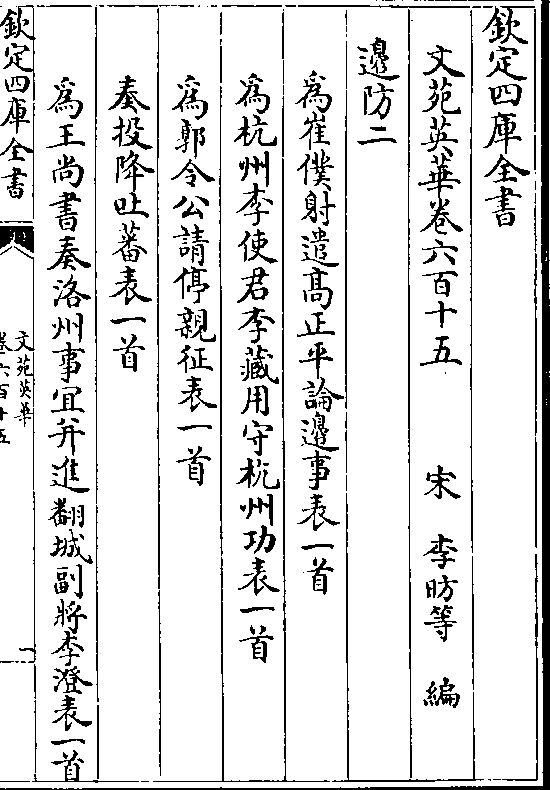 欽定四庫全書
文苑英華卷六百十五 宋 李昉等 編
邊防二
為崔僕射遣高正平論邊事表一首
為杭州李使君李藏用守杭州功表一首
為郭令公請停親征表一首
奏投降吐蕃表一首
為王尚書奏洛州事宜并進翻城副將李澄表一首
欽定四庫全書
文苑英華
卷六百十五
一